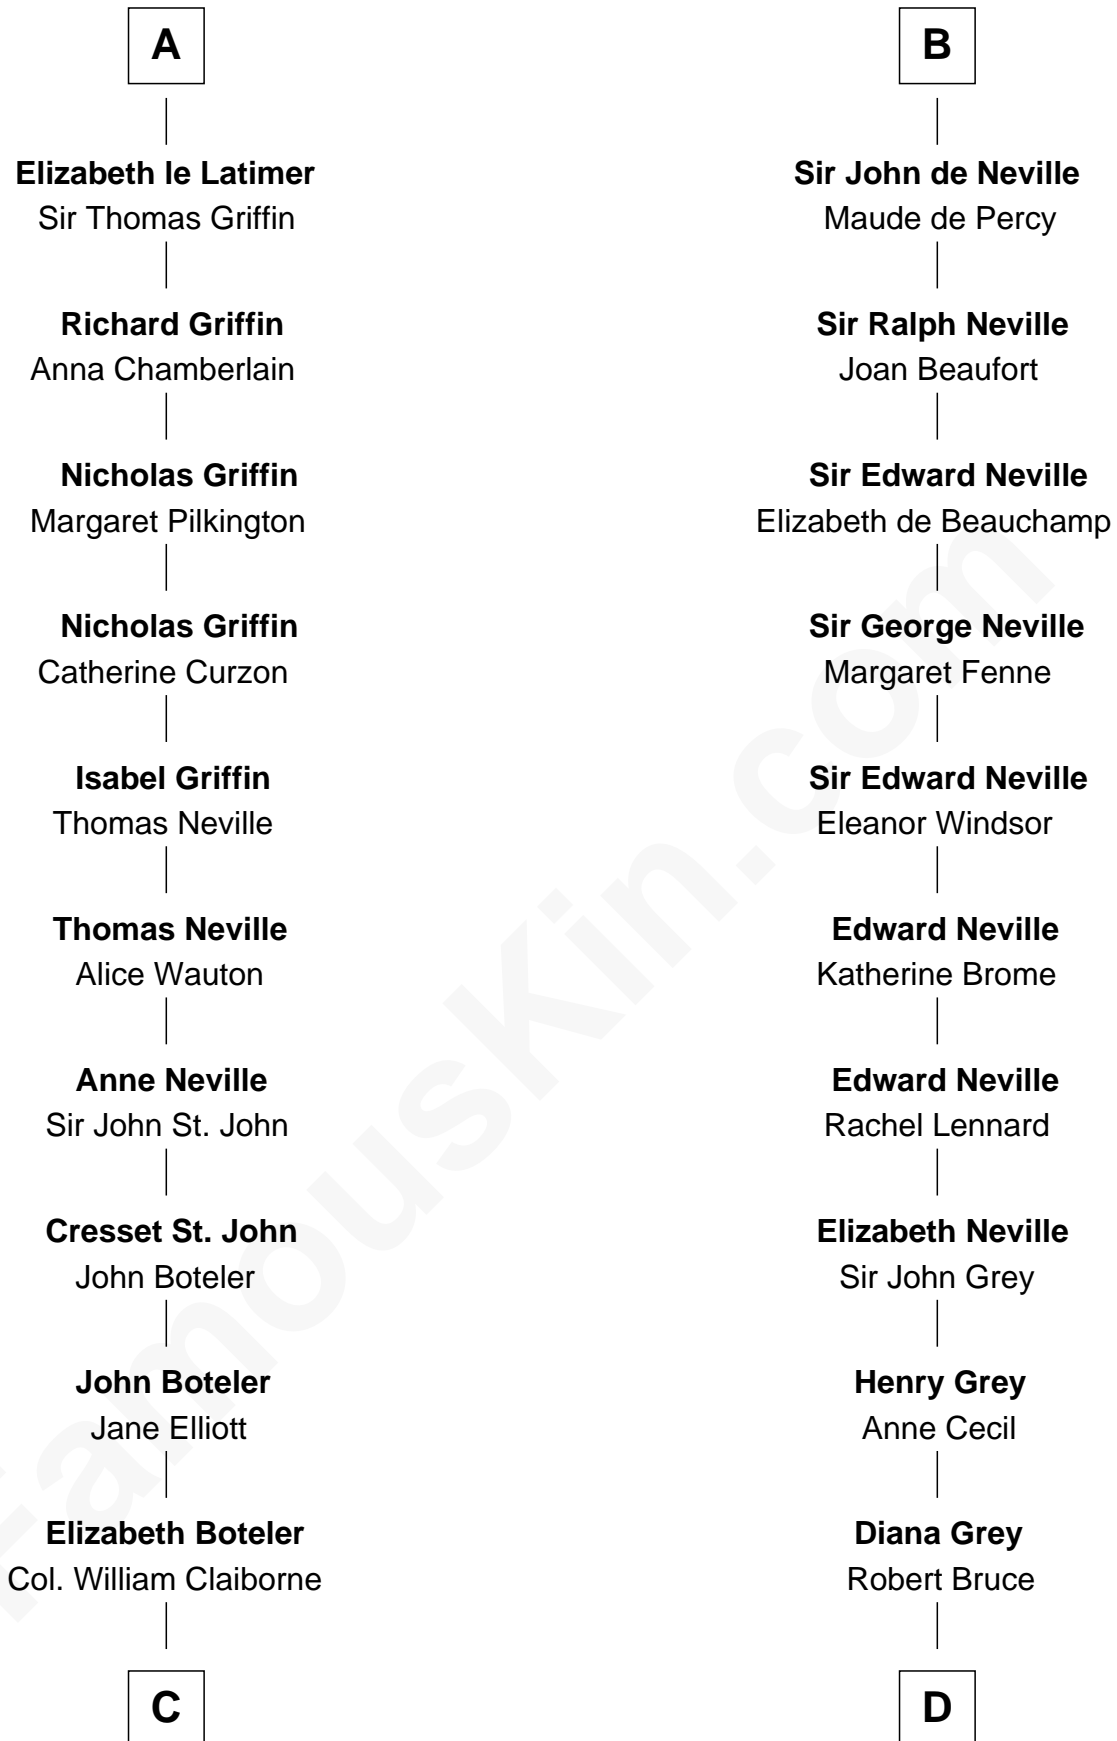 A
Elizabeth le Latimer
Sir Thomas Griffin
Richard Griffin
Anna Chamberlain
Nicholas Griffin
Margaret Pilkington
Nicholas Griffin
Catherine Curzon
Isabel Griffin
Thomas Neville
Thomas Neville
Alice Wauton
Anne Neville
Sir John St. John
Cresset St. John
John Boteler
John Boteler
Jane Elliott
Elizabeth Boteler
Col. William Claiborne
C
B
Sir John de Neville
Maude de Percy
Sir Ralph Neville
Joan Beaufort
Sir Edward Neville
Elizabeth de Beauchamp
Sir George Neville
Margaret Fenne
Sir Edward Neville
Eleanor Windsor
Edward Neville
Katherine Brome
Edward Neville
Rachel Lennard
Elizabeth Neville
Sir John Grey
Henry Grey
Anne Cecil
Diana Grey
Robert Bruce
D
FamousKin.com